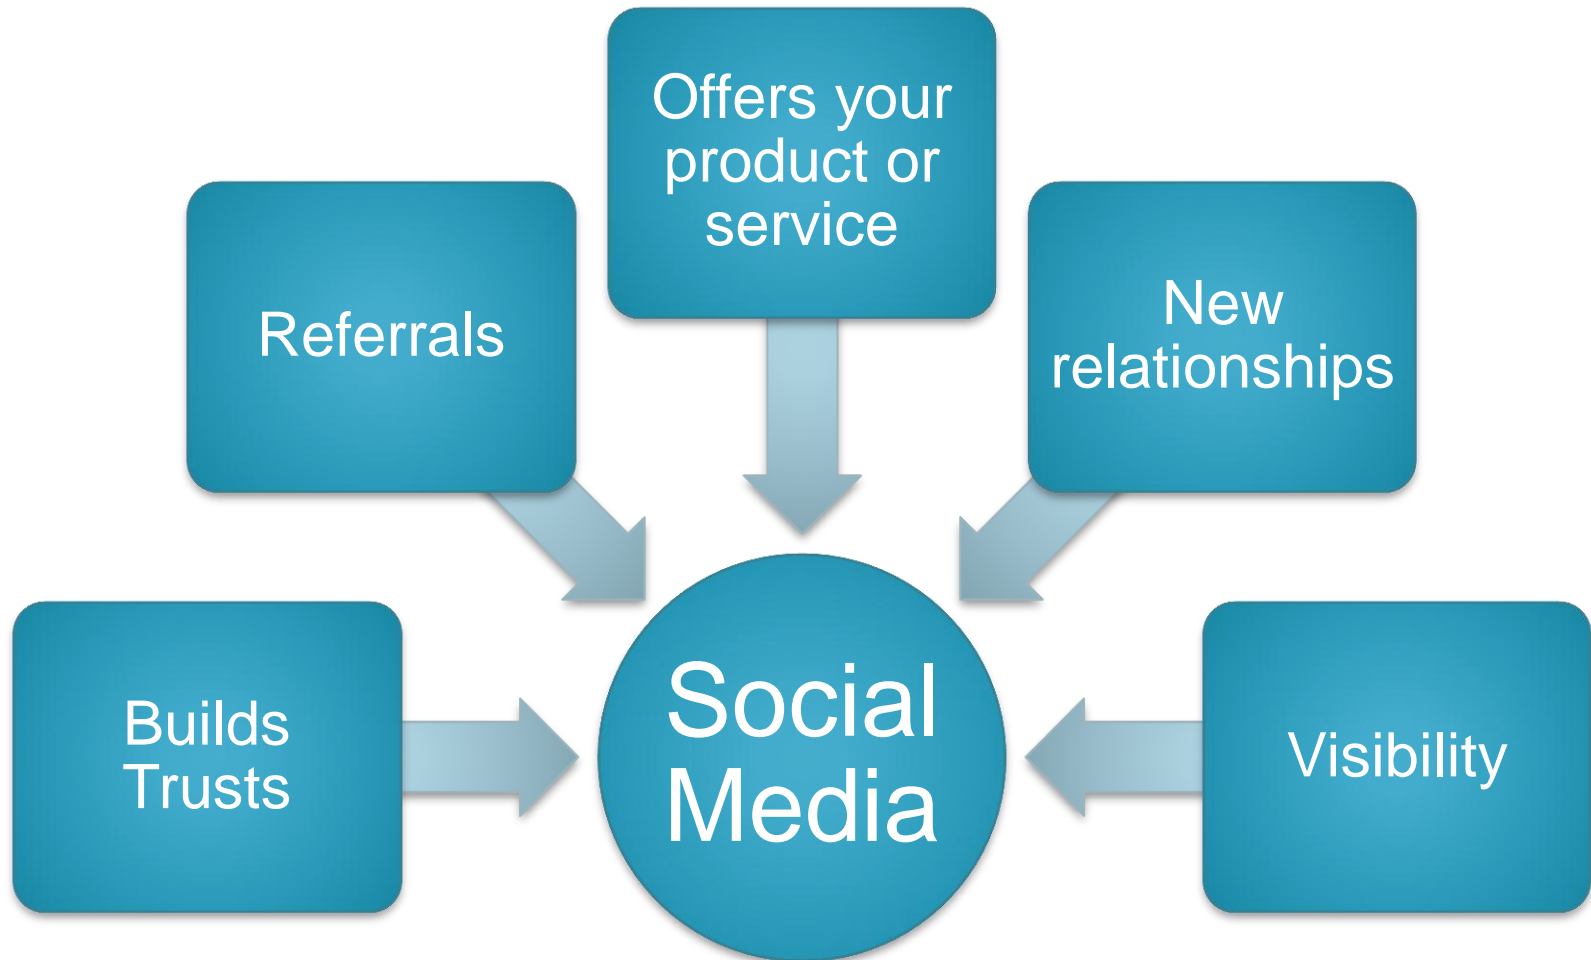 Offers your
product or
service
Referrals
New
relationships
Builds
Trusts
Social
Media
Visibility